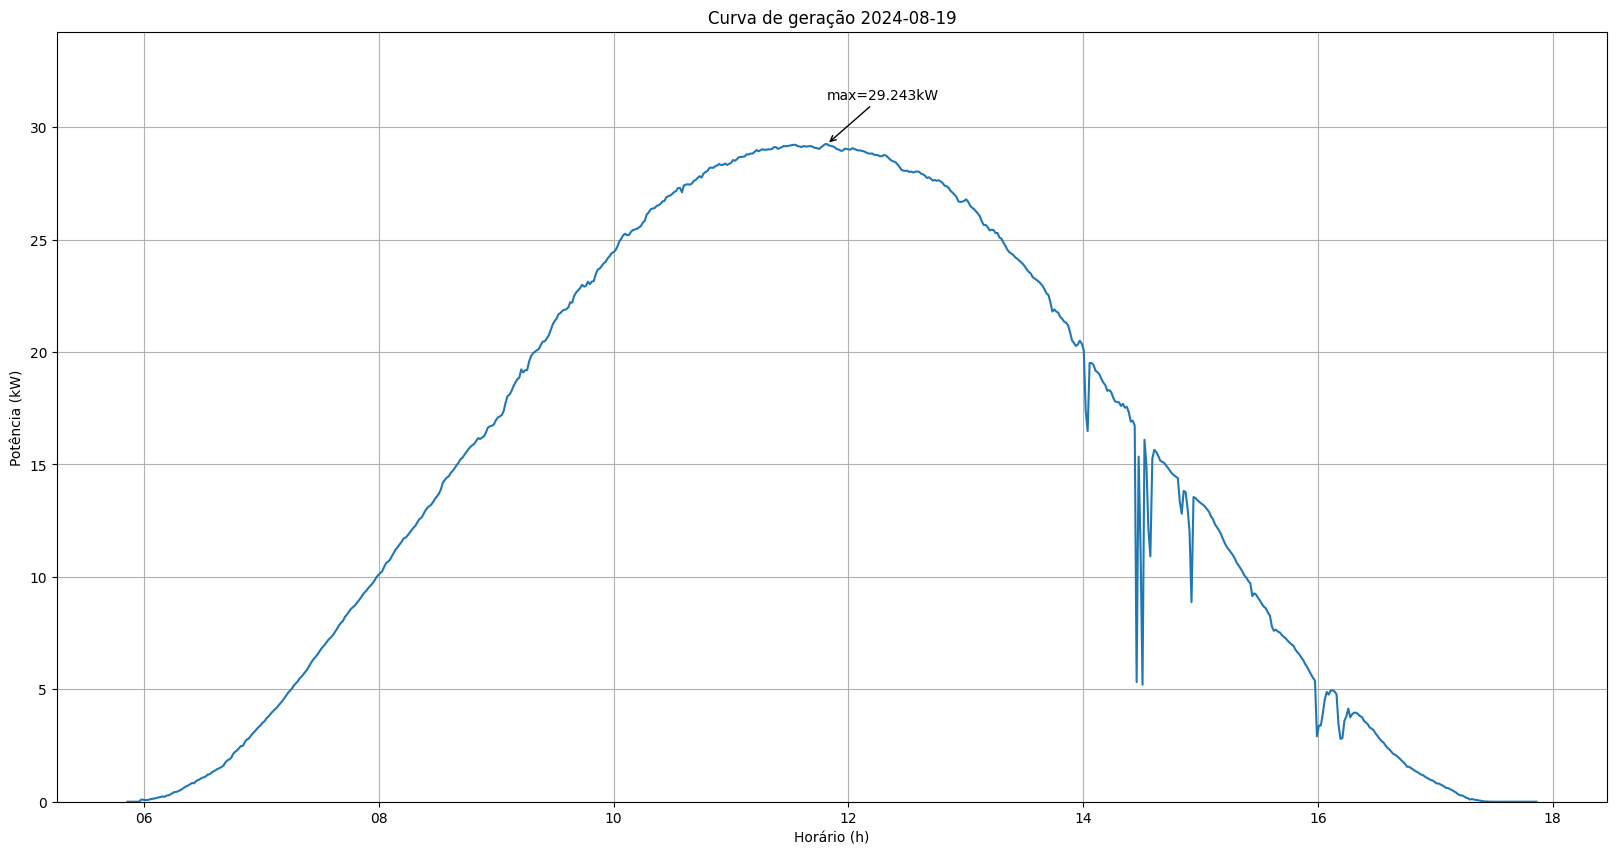 Curva de geração 2024-08-19
max=29.243kW
Potência (kW)
30
25
20
15
10
5
0
06 08 10 12 14 16 18
Horário (h)